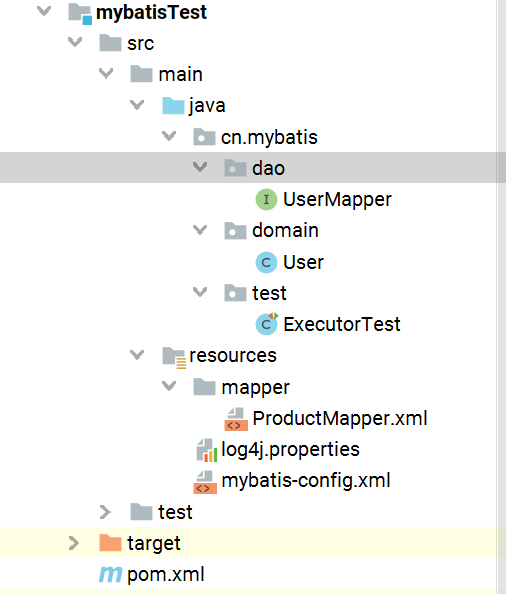 mybatisTest
src
main
java
cn.mybatis
dao
UserMapper
domain
User
test
ExecutorTest
resources
mapper
ProductMapper.xml
log4j.properties
mybatis-config.xml
test
target
pom.xml